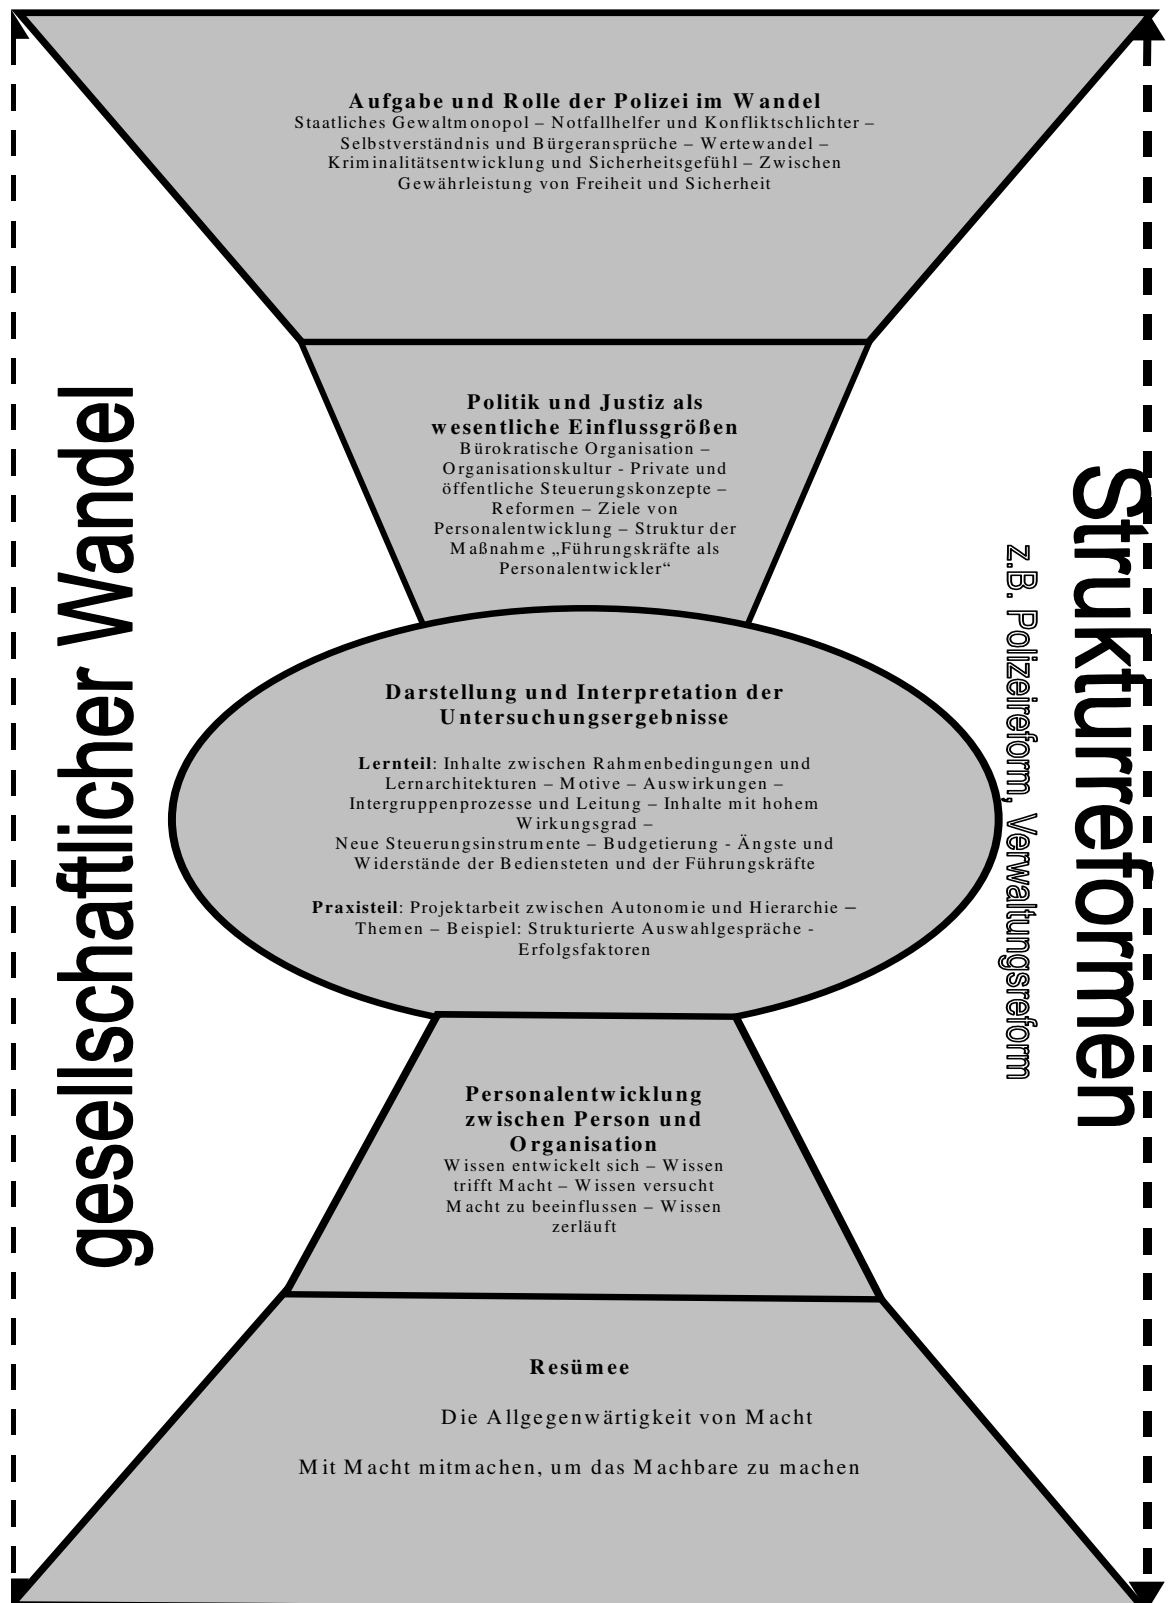 Aufgabe und Rolle der Polizei im Wandel
Staatliches Gewaltmonopol – Notfallhelfer und Konfliktschlichter –
Selbstverständnis und Bürgeransprüche – Wertewandel –
Kriminalitätsentwicklung und Sicherheitsgefühl – Zwischen
Gewährleistung von Freiheit und Sicherheit
Politik und Justiz als
wesentliche Einflussgrößen
Bürokratische Organisation –
Organisationskultur - Private und
öffentliche Steuerungskonzepte –
Reformen – Ziele von
Personalentwicklung – Struktur der
Maßnahme „Führungskräfte als
Personalentwickler“
gesellschaftlicher Wandel
Strukturreformen
z.B. Polizeireform, Verwaltungsreform
Darstellung und Interpretation der
Untersuchungsergebnisse
Lernteil: Inhalte zwischen Rahmenbedingungen und
Lernarchitekturen – Motive – Auswirkungen –
Intergruppenprozesse und Leitung – Inhalte mit hohem
Wirkungsgrad –
Neue Steuerungsinstrumente – Budgetierung - Ängste und
Widerstände der Bediensteten und der Führungskräfte
Praxisteil: Projektarbeit zwischen Autonomie und Hierarchie –
Themen – Beispiel: Strukturierte Auswahlgespräche -
Erfolgsfaktoren
Personalentwicklung
zwischen Person und
Organisation
Wissen entwickelt sich – Wissen
trifft Macht – Wissen versucht
Macht zu beeinflussen – Wissen
zerläuft
Resümee
Die Allgegenwärtigkeit von Macht
Mit Macht mitmachen, um das Machbare zu machen